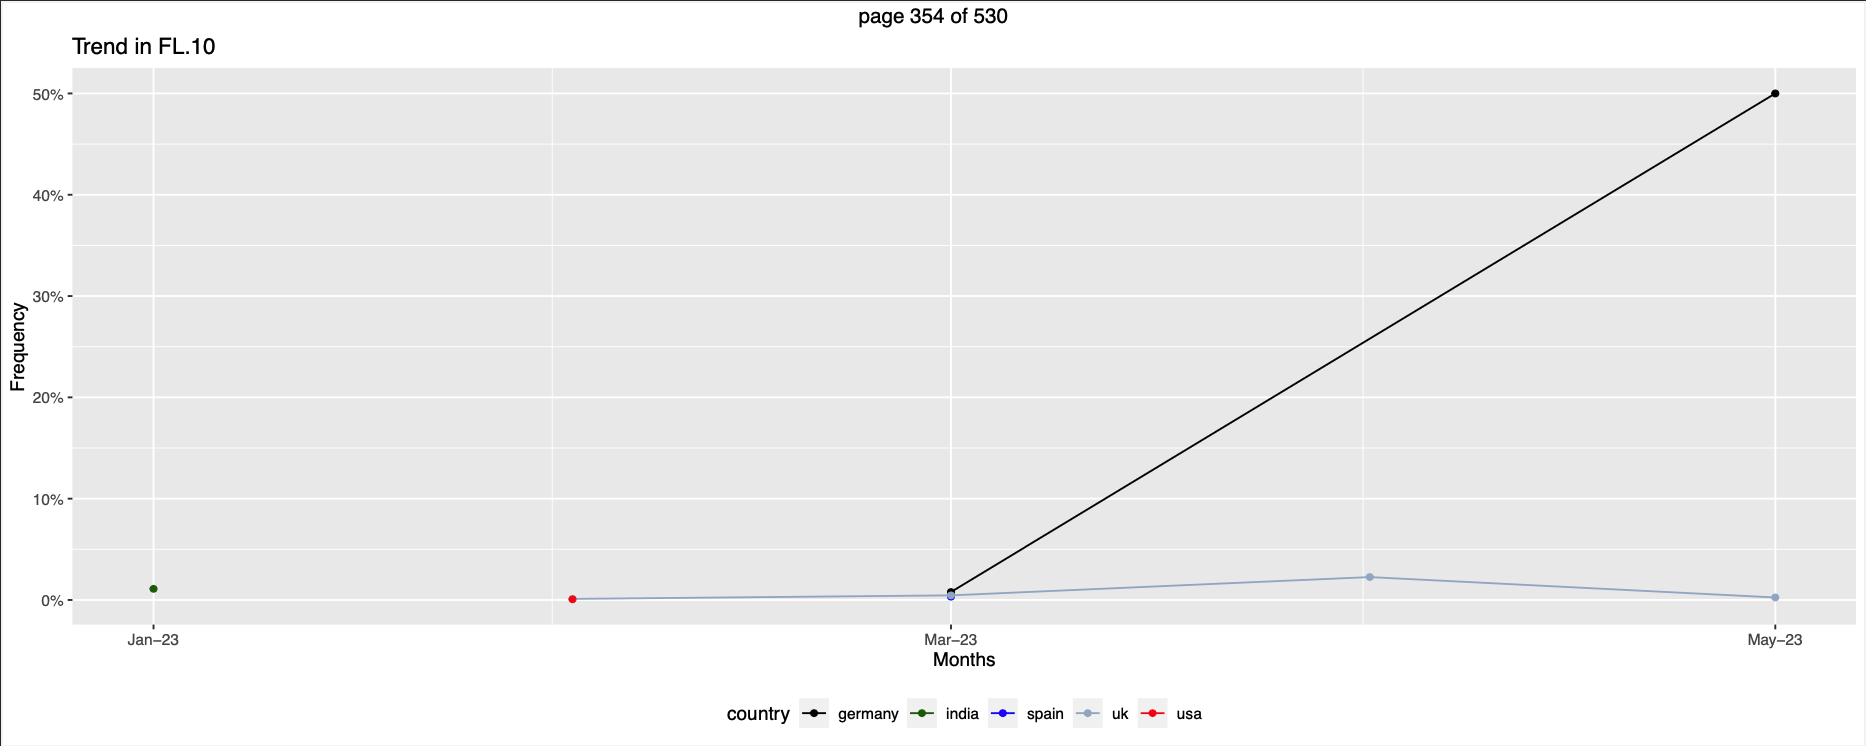 page 354 of 530
Trend in FL.10
50%
40%
30%
20%
10%
0%
Frequency
Jan–23 Mar–23 May–23
Months
country germany india spain uk usa